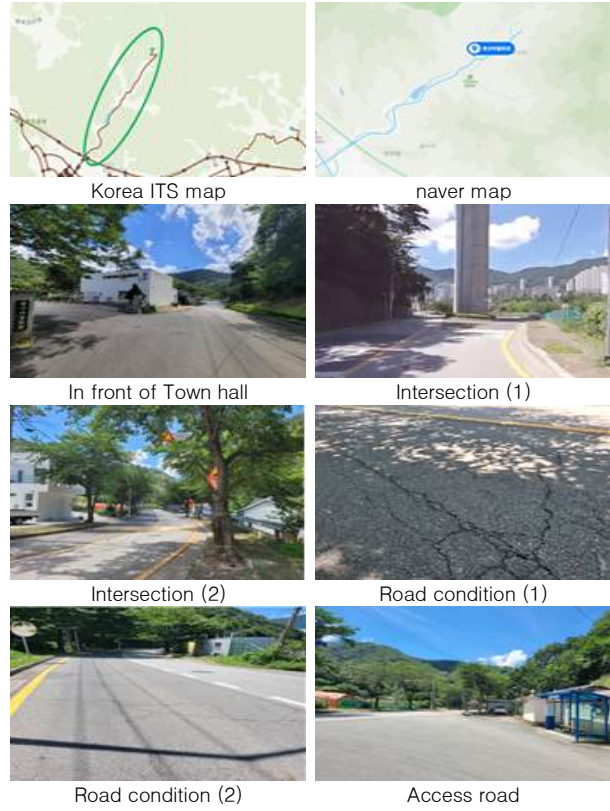 Korea ITS map
naver map
In front of Town hall
Intersection (1)
Intersection (2)
Road condition (1)
Road condition (2)
Access road